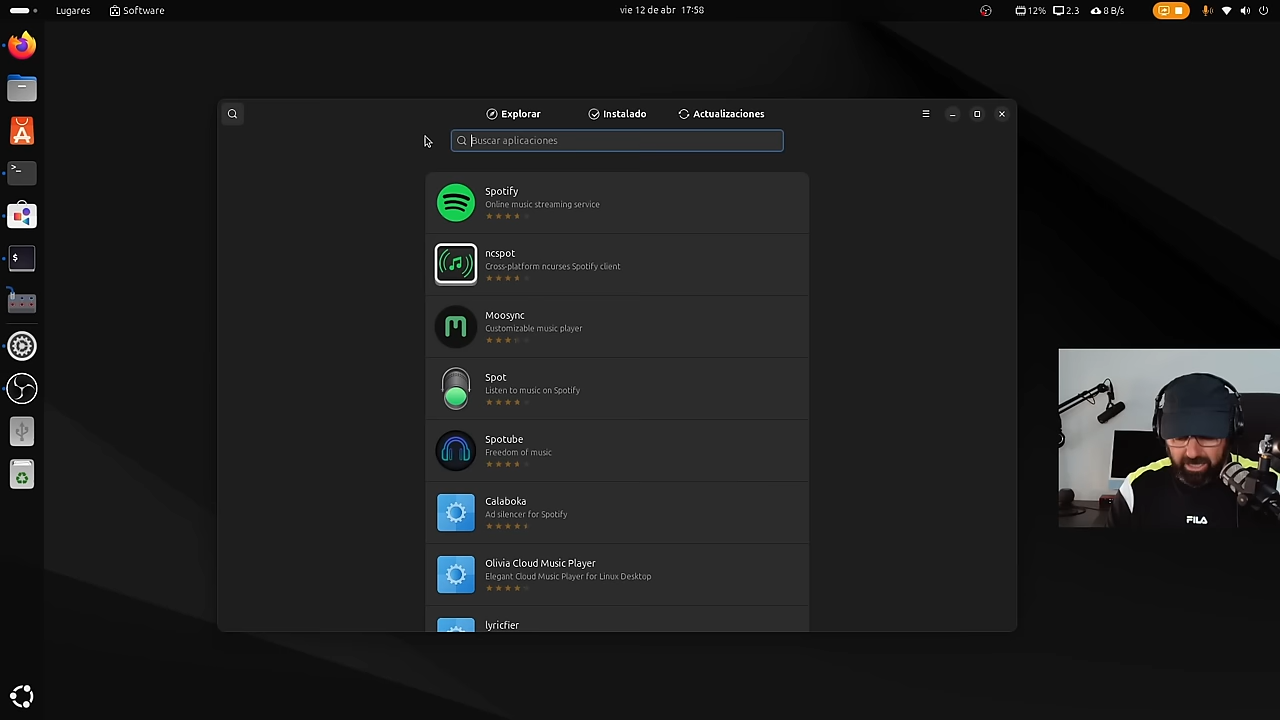 Lugares
Software
vie 12 de abr 17:58
12%
2.3
8 B/s
Explorar
Instalado
Actualizaciones
Buscar aplicaciones
Spotify
Online music streaming service
ncspot
Cross-platform ncurses Spotify client
Moosync
Customizable music player
Spot
Listen to music on Spotify
Spotube
Freedom of music
Calaboka
Ad silencer for Spotify
Olivia Cloud Music Player
Elegant Cloud Music Player for Linux Desktop
lyricfier
FILA